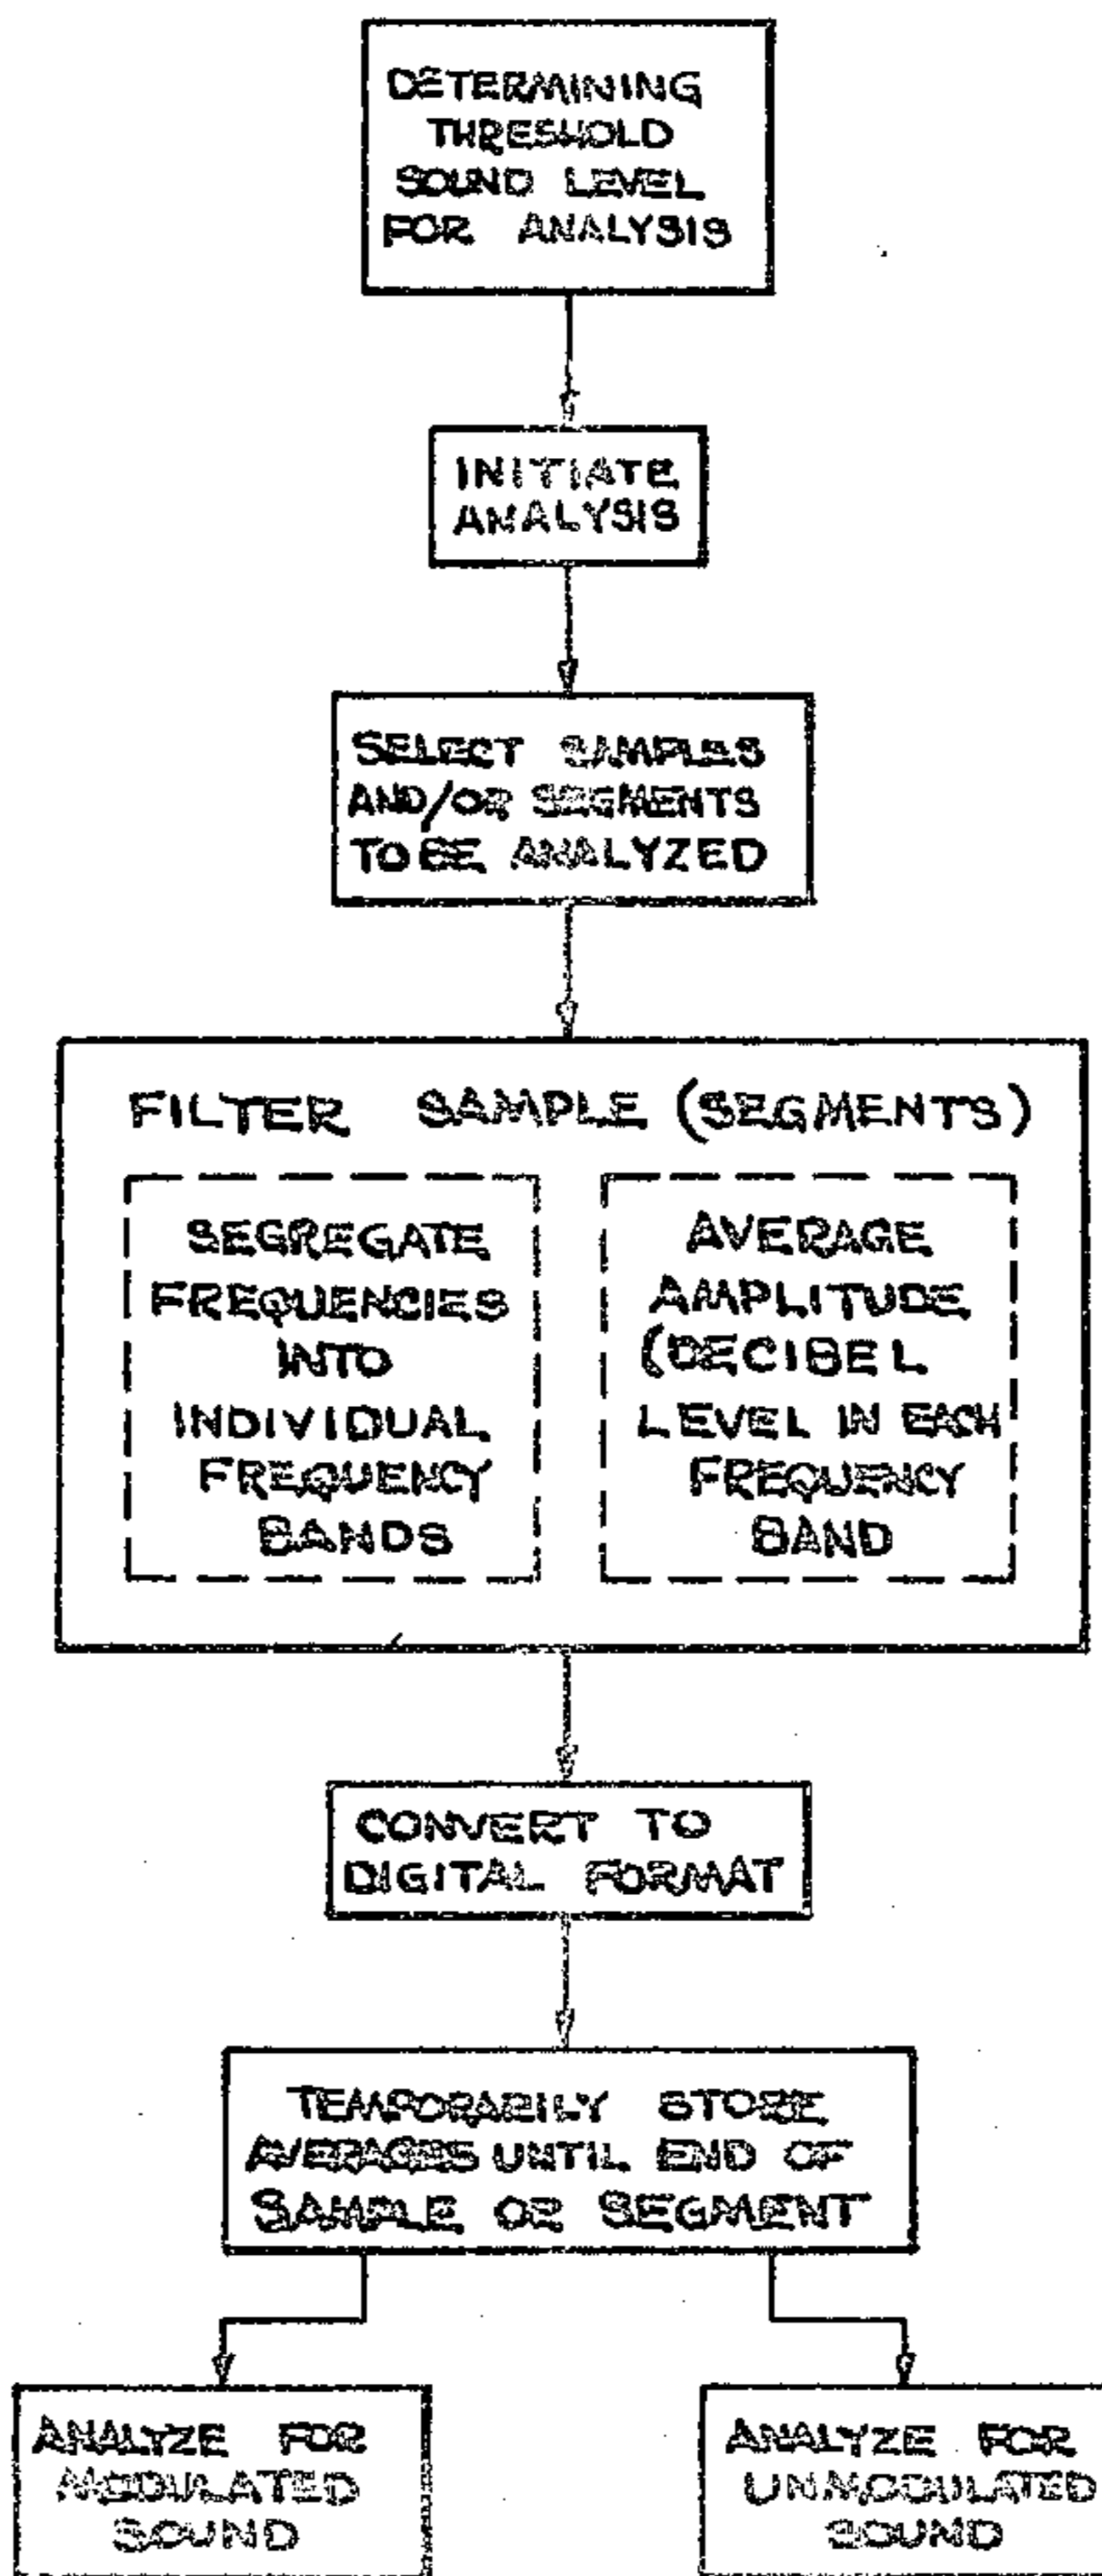 DETERMINING
THRESHOLD
SOUND LEVEL
FOR ANALYSIS
INITIATE
ANALYSIS
SELECT SAMPLES
AND/OR SEGMENTS
TO BE ANALYZED
FILTER SAMPLE (SEGMENTS)
SEGREGATE
FREQUENCIES
INTO
INDIVIDUAL
FREQUENCY
BANDS
AVERAGE
AMPLITUDE
(DECIBEL
LEVEL IN EACH
FREQUENCY
BAND
CONVERT TO
DIGITAL FORMAT
TEMPORARILY STORE
AVERAGES UNTIL END OF
SAMPLE OR SEGMENT
ANALYZE FOR
MODULATED
SOUND
ANALYZE FOR
UNMODULATED
SOUND